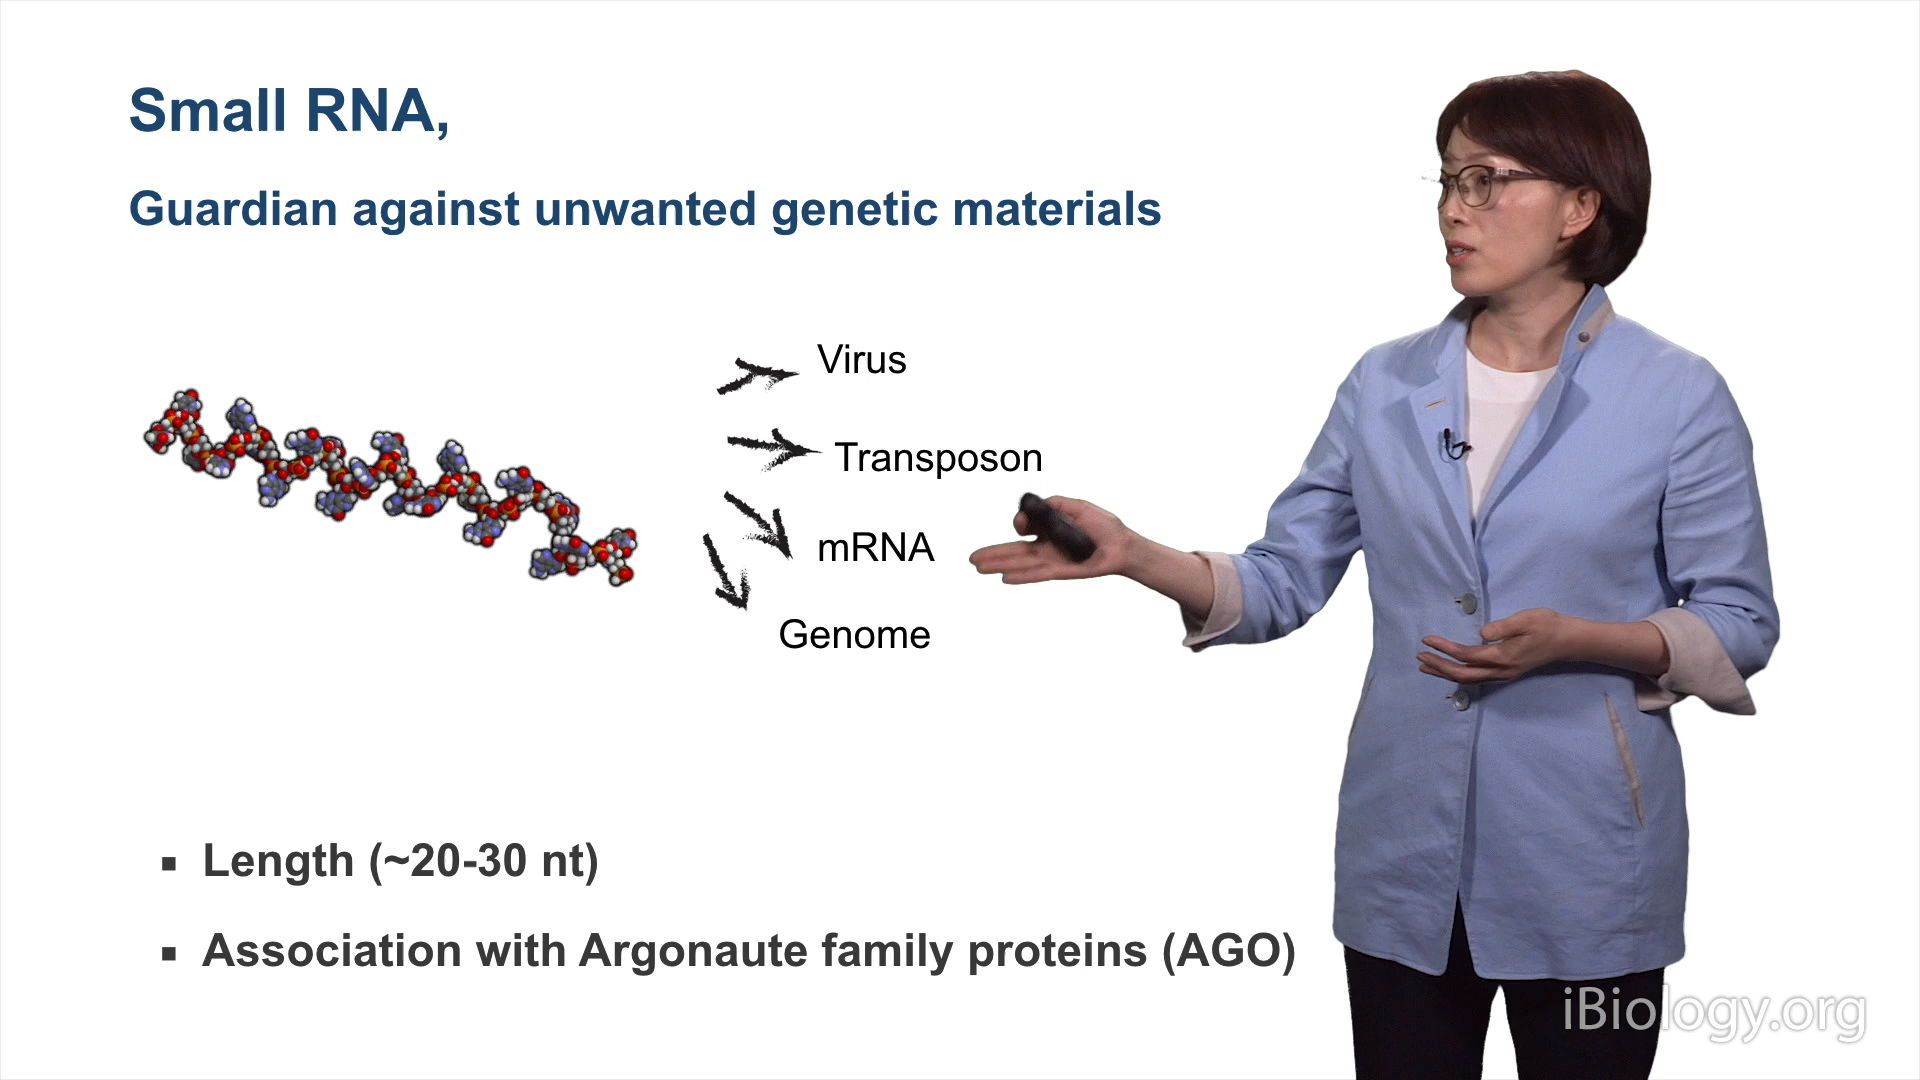 Small RNA,
Guardian against unwanted genetic materials
Virus
Transposon
mRNA
Genome
▪ Length (~20-30 nt)
▪ Association with Argonaute family proteins (AGO)
iBiology.org